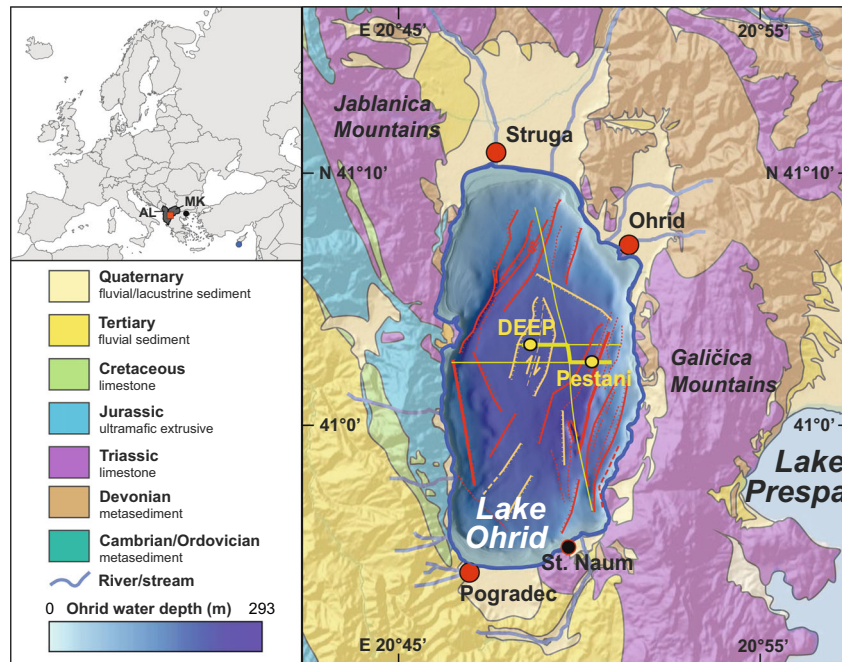 AL
MK
Quaternary
fluvial/lacustrine sediment
Tertiary
fluvial sediment
Cretaceous
limestone
Jurassic
ultramafic extrusive
Triassic
limestone
Devonian
metasediment
Cambrian/Ordovician
metasediment
River/stream
0 Ohrid water depth (m) 293
E 20°45'
20°55'
Jablanica
Mountains
Struga
N 41°10'
41°10'
Ohrid
DEEP
Pestani
Galičica
Mountains
41°0'
41°0'
Lake
Prespa
Lake
Ohrid
St. Naum
Pogradec
E 20°45'
20°55'